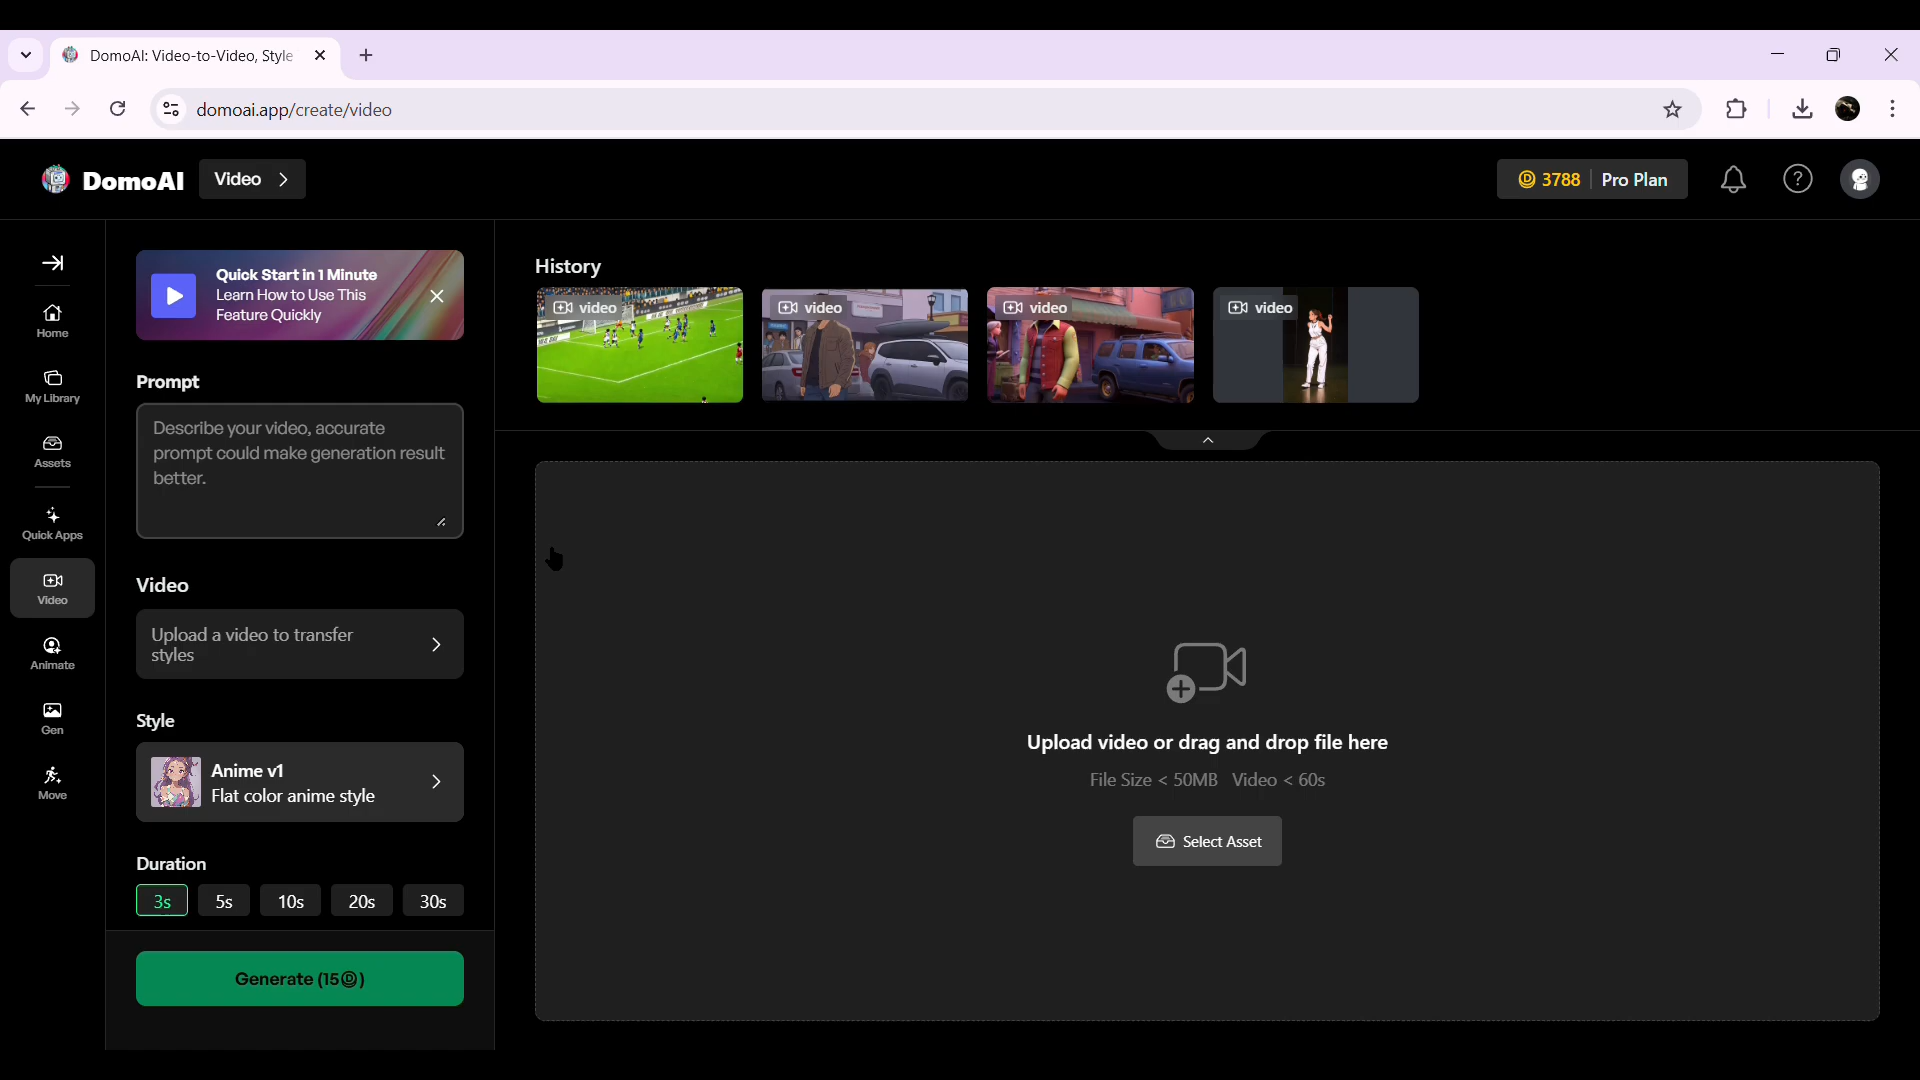 DomoAI: Video-to-Video, Style
domoai.app/create/video
DomoAI
Video
3788
Pro Plan
Home
My Library
Assets
Quick Apps
Video
Animate
Gen
Move
Quick Start in 1 Minute
Learn How to Use This
Feature Quickly
Prompt
Describe your video, accurate
prompt could make generation result
better.
Video
Upload a video to transfer
styles
Style
Anime v1
Flat color anime style
Duration
3s
5s
10s
20s
30s
Generate (15
)
History
video
video
video
video
Upload video or drag and drop file here
File Size < 50MB Video < 60s
Select Asset